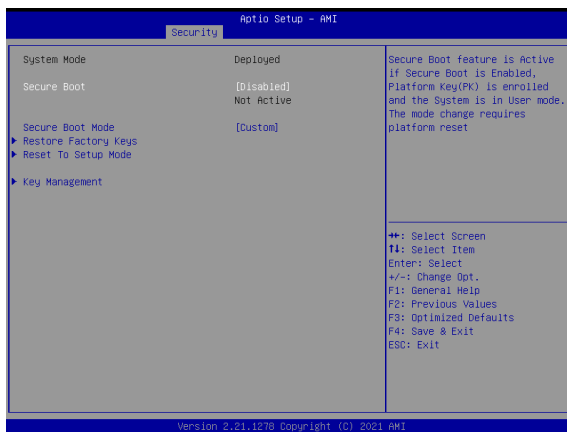 Aptio Setup - AMI
Security
System Mode Deployed
Secure Boot [Disabled]
Not Active
Secure Boot Mode [Custom]
Restore Factory Keys
Reset To Setup Mode
Key Management
Secure Boot feature is Active
if Secure Boot is Enabled,
Platform Key(PK) is enrolled
and the System is in User mode.
The mode change requires
platform reset
→←: Select Screen
↑↓: Select Item
Enter: Select
+/-: Change Opt.
F1: General Help
F2: Previous Values
F3: Optimized Defaults
F4: Save & Exit
ESC: Exit
Version 2.21.1278 Copyright (C) 2021 AMI